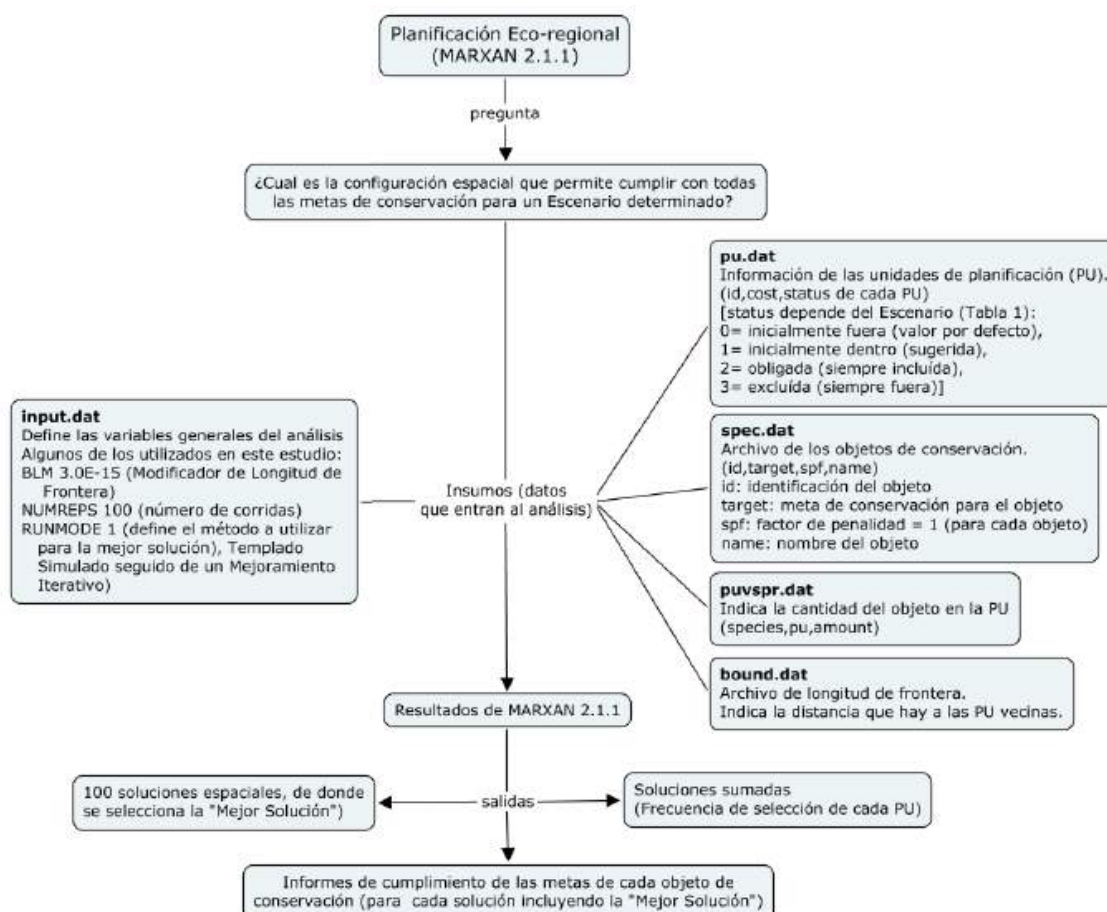 Planificación Eco-regional
(MARXAN 2.1.1)
pregunta
¿Cual es la configuración espacial que permite cumplir con todas
las metas de conservación para un Escenario determinado?
pu.dat
Información de las unidades de planificación (PU).
(id,cost,status de cada PU)
[status depende del Escenario (Tabla 1):
0= inicialmente fuera (valor por defecto),
1= inicialmente dentro (sugerida),
2= obligada (siempre incluída),
3= excluída (siempre fuera)]
input.dat
Define las variables generales del análisis
Algunos de los utilizados en este estudio:
BLM 3.0E-15 (Modificador de Longitud de
Frontera)
NUMREPS 100 (número de corridas)
RUNMODE 1 (define el método a utilizar
para la mejor solución), Templado
Simulado seguido de un Mejoramiento
Iterativo)
Insumos (datos
que entran al análisis)
spec.dat
Archivo de los objetos de conservación.
(id,target,spf,name)
id: identificación del objeto
target: meta de conservación para el objeto
spf: factor de penalidad = 1 (para cada objeto)
name: nombre del objeto
puvspr.dat
Indica la cantidad del objeto en la PU
(species,pu,amount)
bound.dat
Archivo de longitud de frontera.
Indica la distancia que hay a las PU vecinas.
Resultados de MARXAN 2.1.1
100 soluciones espaciales, de donde
se selecciona la "Mejor Solución")
salidas
Soluciones sumadas
(Frecuencia de selección de cada PU)
Informes de cumplimiento de las metas de cada objeto de
conservación (para cada solución incluyendo la "Mejor Solución")